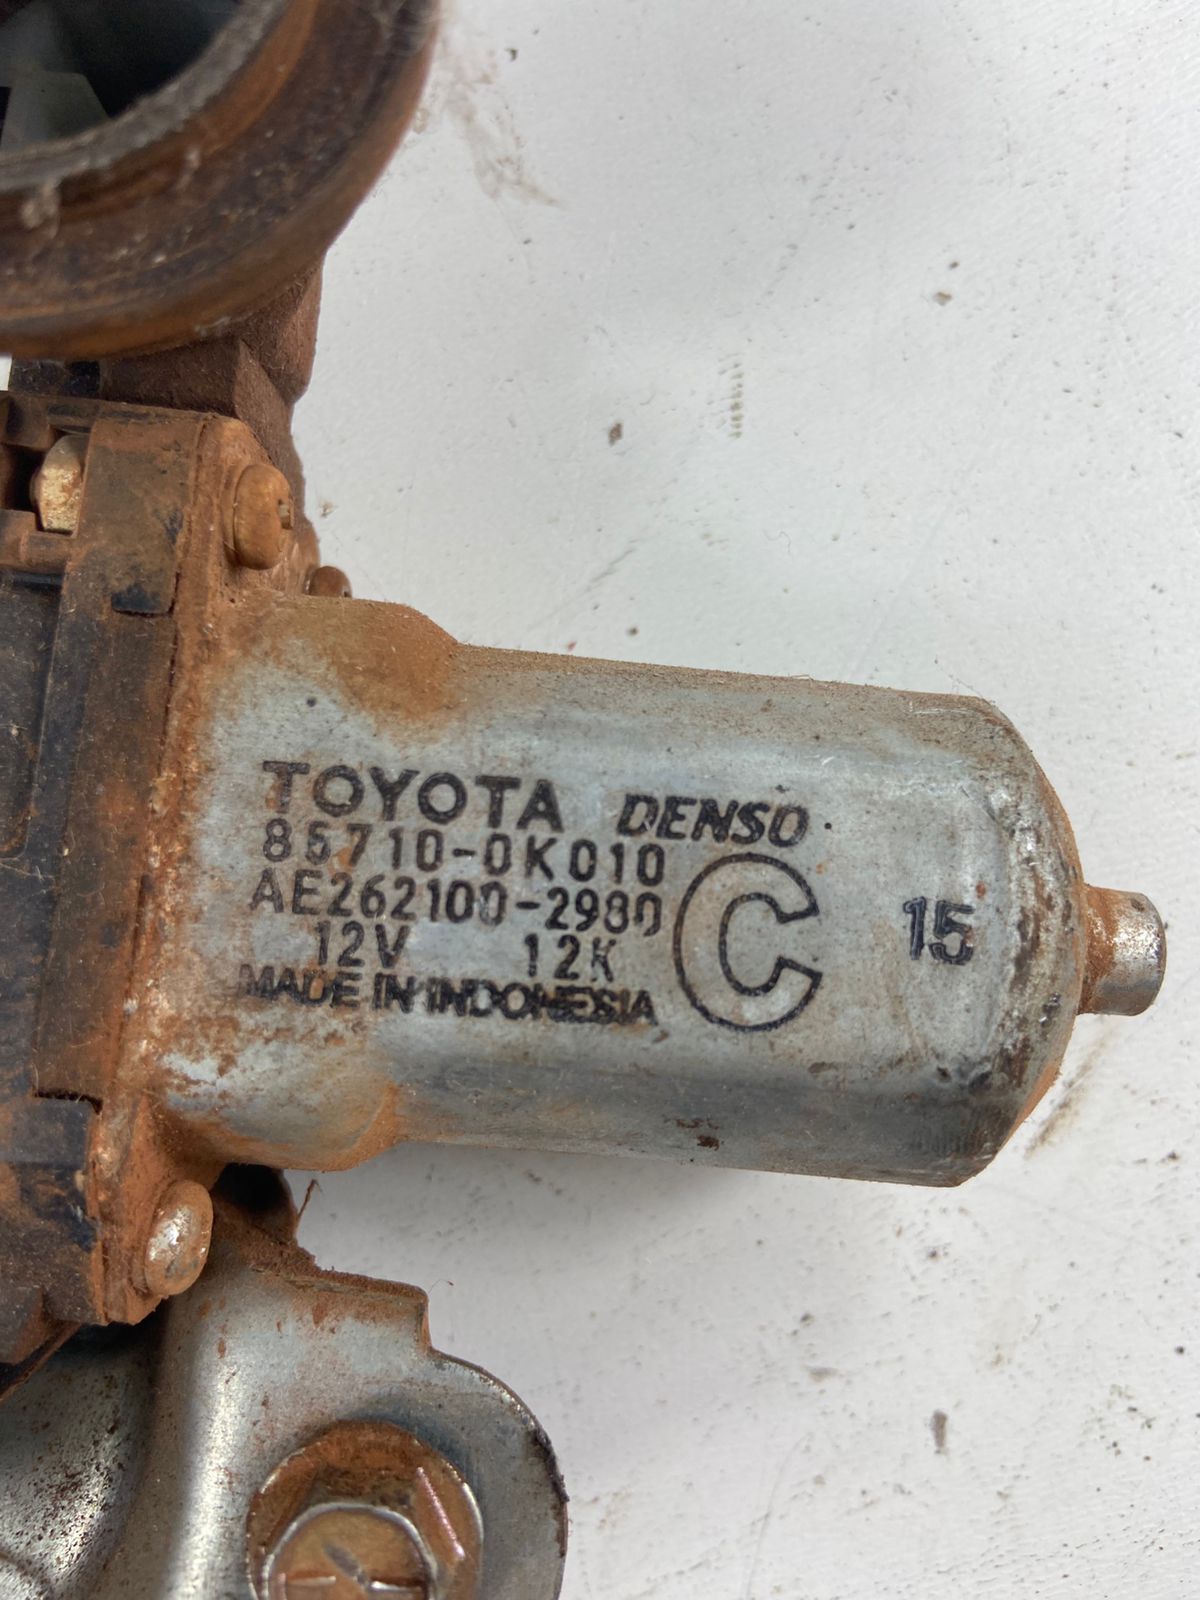 TOYOTA DENSO
85710-0K010
AE262100-2980
12V 12K
MADE IN INDONESIA
C
15